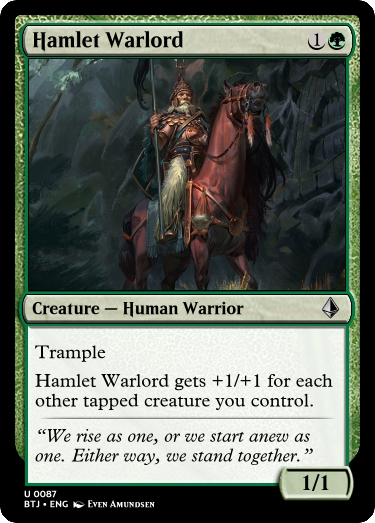 Hamlet Warlord 1
Creature — Human Warrior
Trample
Hamlet Warlord gets +1/+1 for each
other tapped creature you control.
“We rise as one, or we start anew as
one. Either way, we stand together.”
1/1
U 0087
BTJ • ENG Even Amundsen